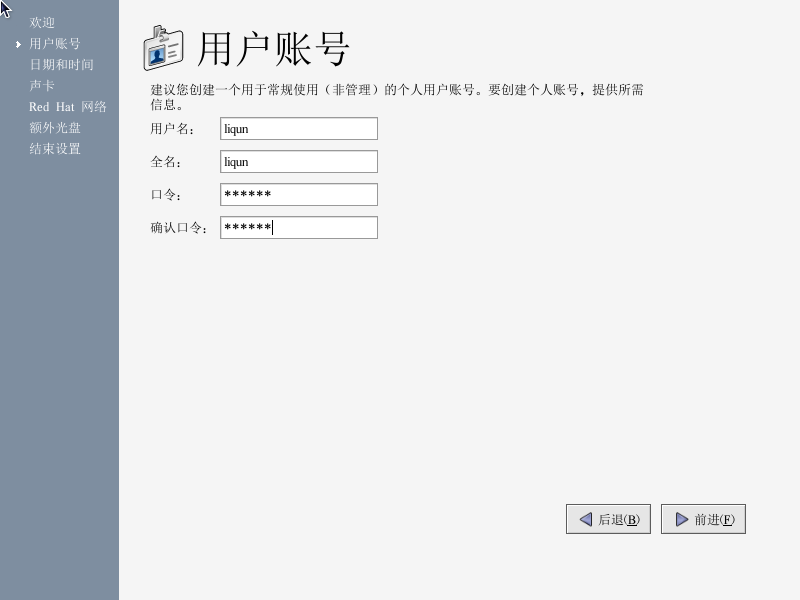 欢迎
用户账号
日期和时间
声卡
Red Hat 网络
额外光盘
结束设置
用户账号
建议您创建一个用于常规使用（非管理）的个人用户账号。要创建个人账号，提供所需
信息。
用户名： liqun
全名： liqun
口令： ******
确认口令： ******
后退(B) 前进(F)